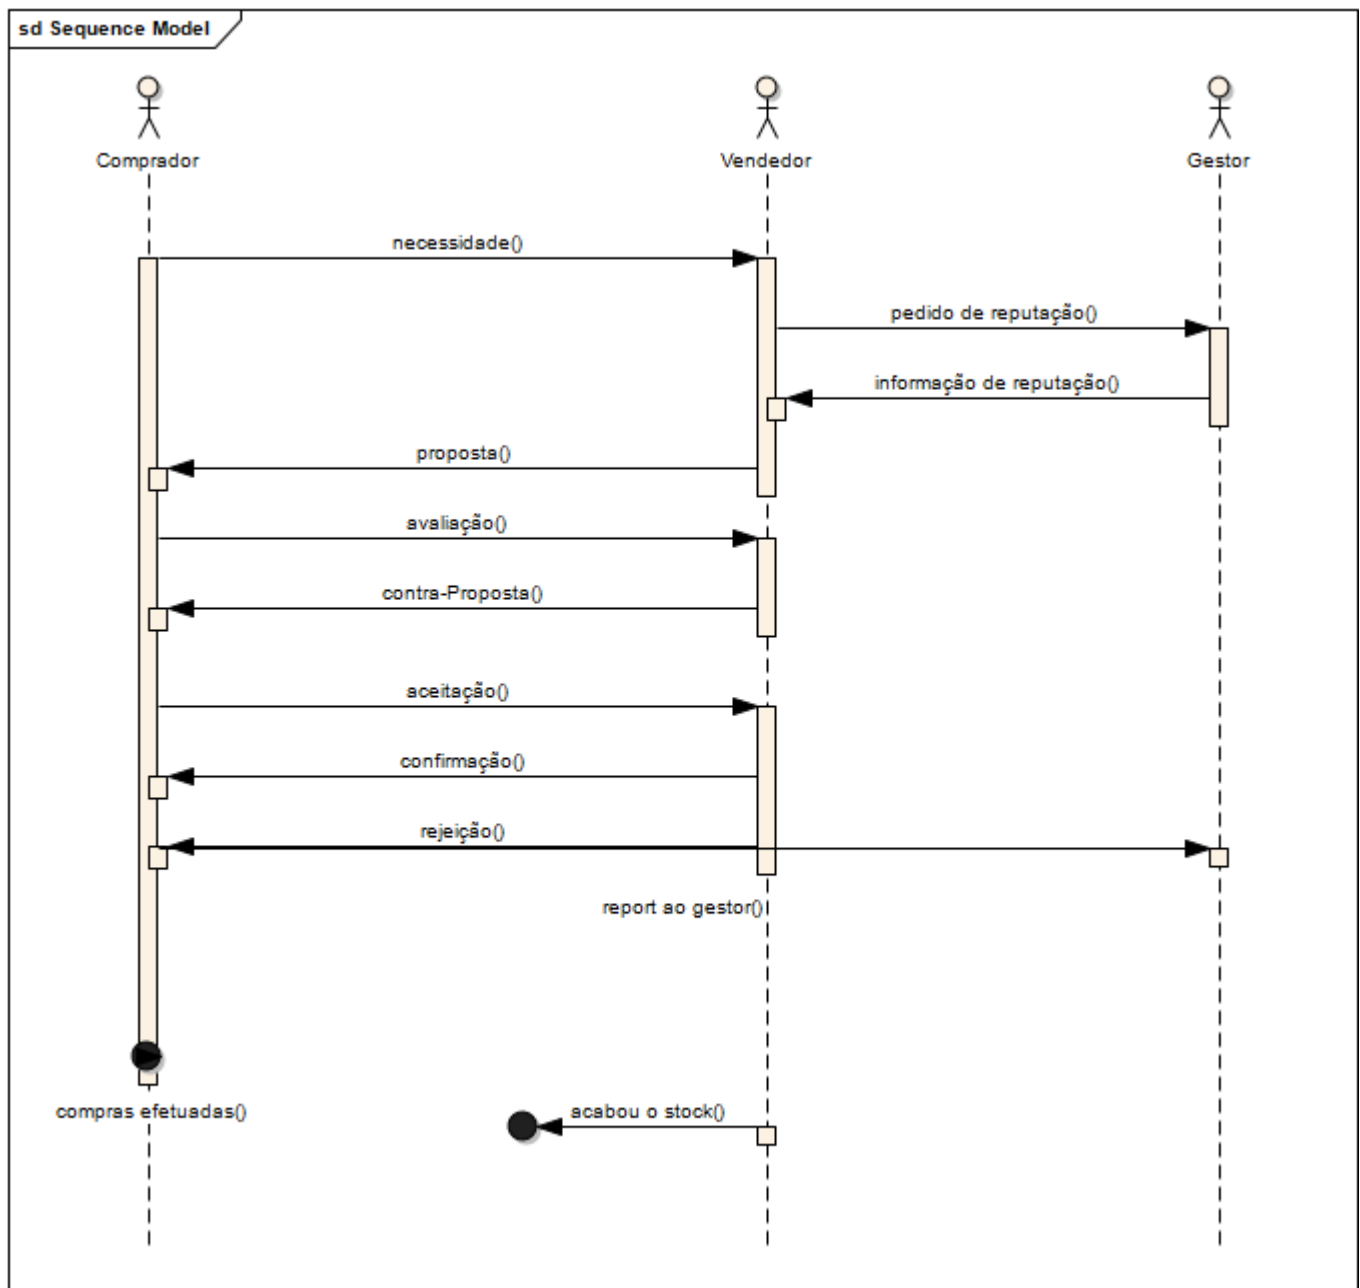 sd Sequence Model
Comprador
Vendedor
Gestor
necessidade()
pedido de reputação()
informação de reputação()
proposta()
avaliação()
contra-Proposta()
aceitação()
confirmação()
rejeição()
report ao gestor()
compras efetuadas()
acabou o stock()